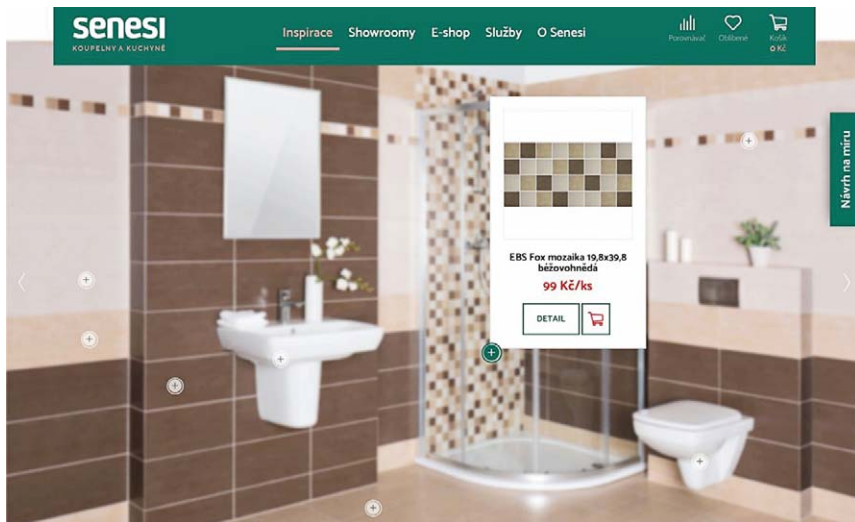 senesi
KOUPELNY A KUCHYNĚ
Inspirace Showroomy E-shop Služby O Senesi
Porovnávač Oblíbené Košík
0 Kč
Návrh na míru
EBS Fox mozaika 19,8x39,8
béžovohnědá
99 Kč/ks
DETAIL